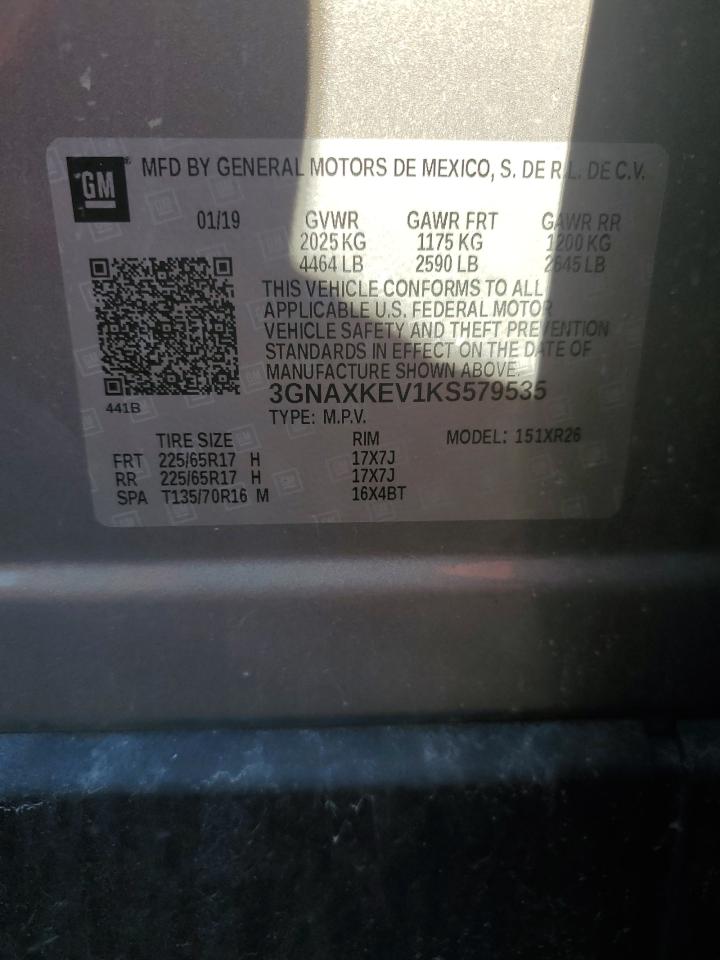 GM® MFD BY GENERAL MOTORS DE MEXICO, S. DE R.L. DE C.V.
01/19 GVWR GAWR FRT GAWR RR
2025 KG 1175 KG 1200 KG
4464 LB 2590 LB 2645 LB
THIS VEHICLE CONFORMS TO ALL
APPLICABLE U.S. FEDERAL MOTOR
VEHICLE SAFETY AND THEFT PREVENTION
STANDARDS IN EFFECT ON THE DATE OF
MANUFACTURE SHOWN ABOVE.
3GNAXKEV1KS579535
441B
TYPE: M.P.V.
TIRE SIZE RIM MODEL: 151XR26
FRT 225/65R17 H 17X7J
RR 225/65R17 H 17X7J
SPA T135/70R16 M 16X4BT